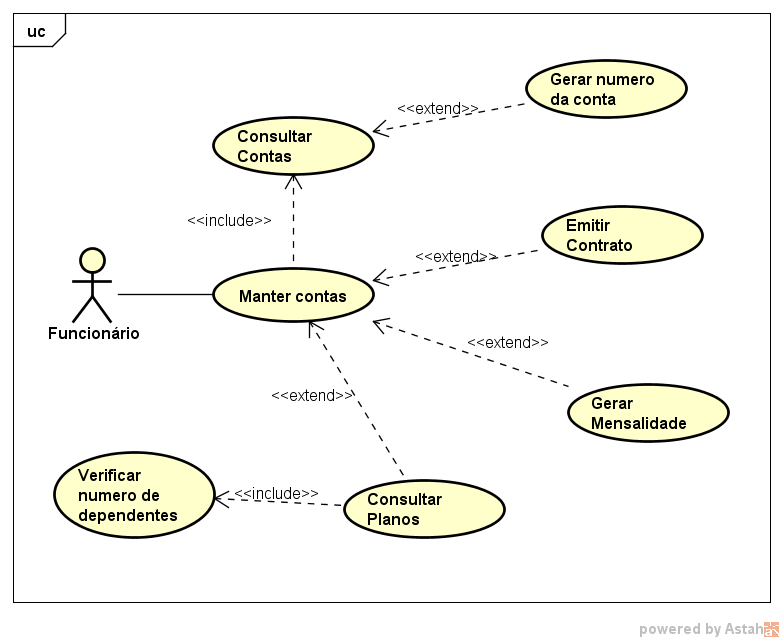 uc
Gerar numero
da conta
<<extend>>
Consultar
Contas
<<include>>
Emitir
Contrato
<<extend>>
Manter contas
Funcionário
<<extend>>
Gerar
Mensalidade
<<extend>>
Verificar
numero de
dependentes
<<include>>
Consultar
Planos
powered by Astah